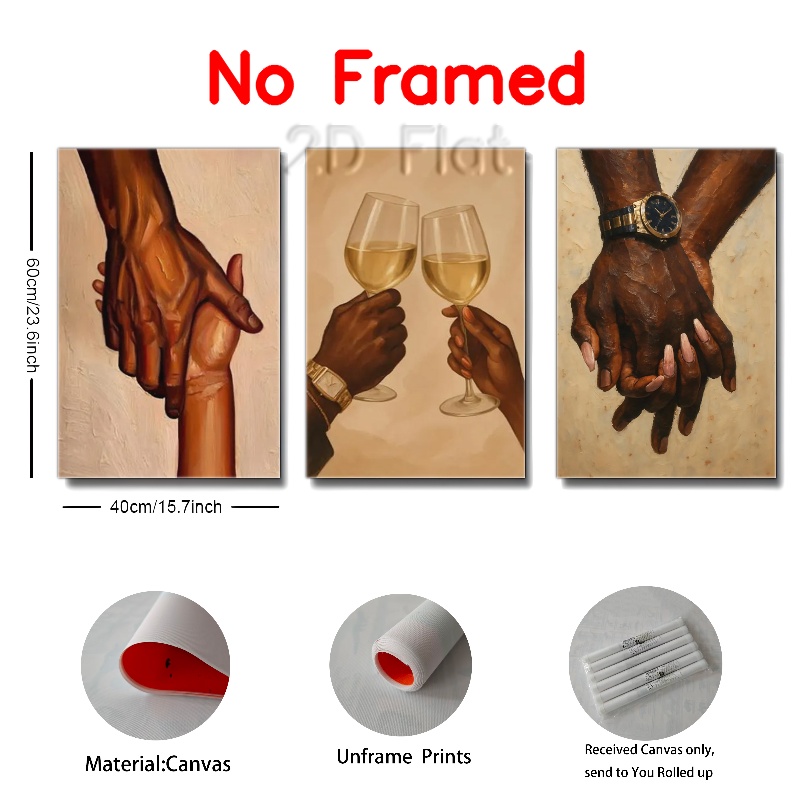 No Framed
2D Flat
60cm/23.6inch
40cm/15.7inch
Material:Canvas
Unframe Prints
Received Canvas only,
send to You Rolled up